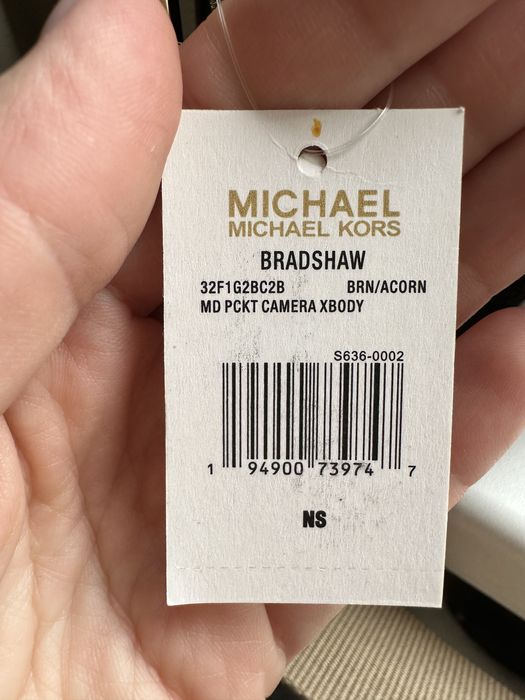 MICHAEL
MICHAEL KORS
BRADSHAW
32F1G2BC2B BRN/ACORN
MD PCKT CAMERA XBODY
S636-0002
1 94900 73974 7
NS